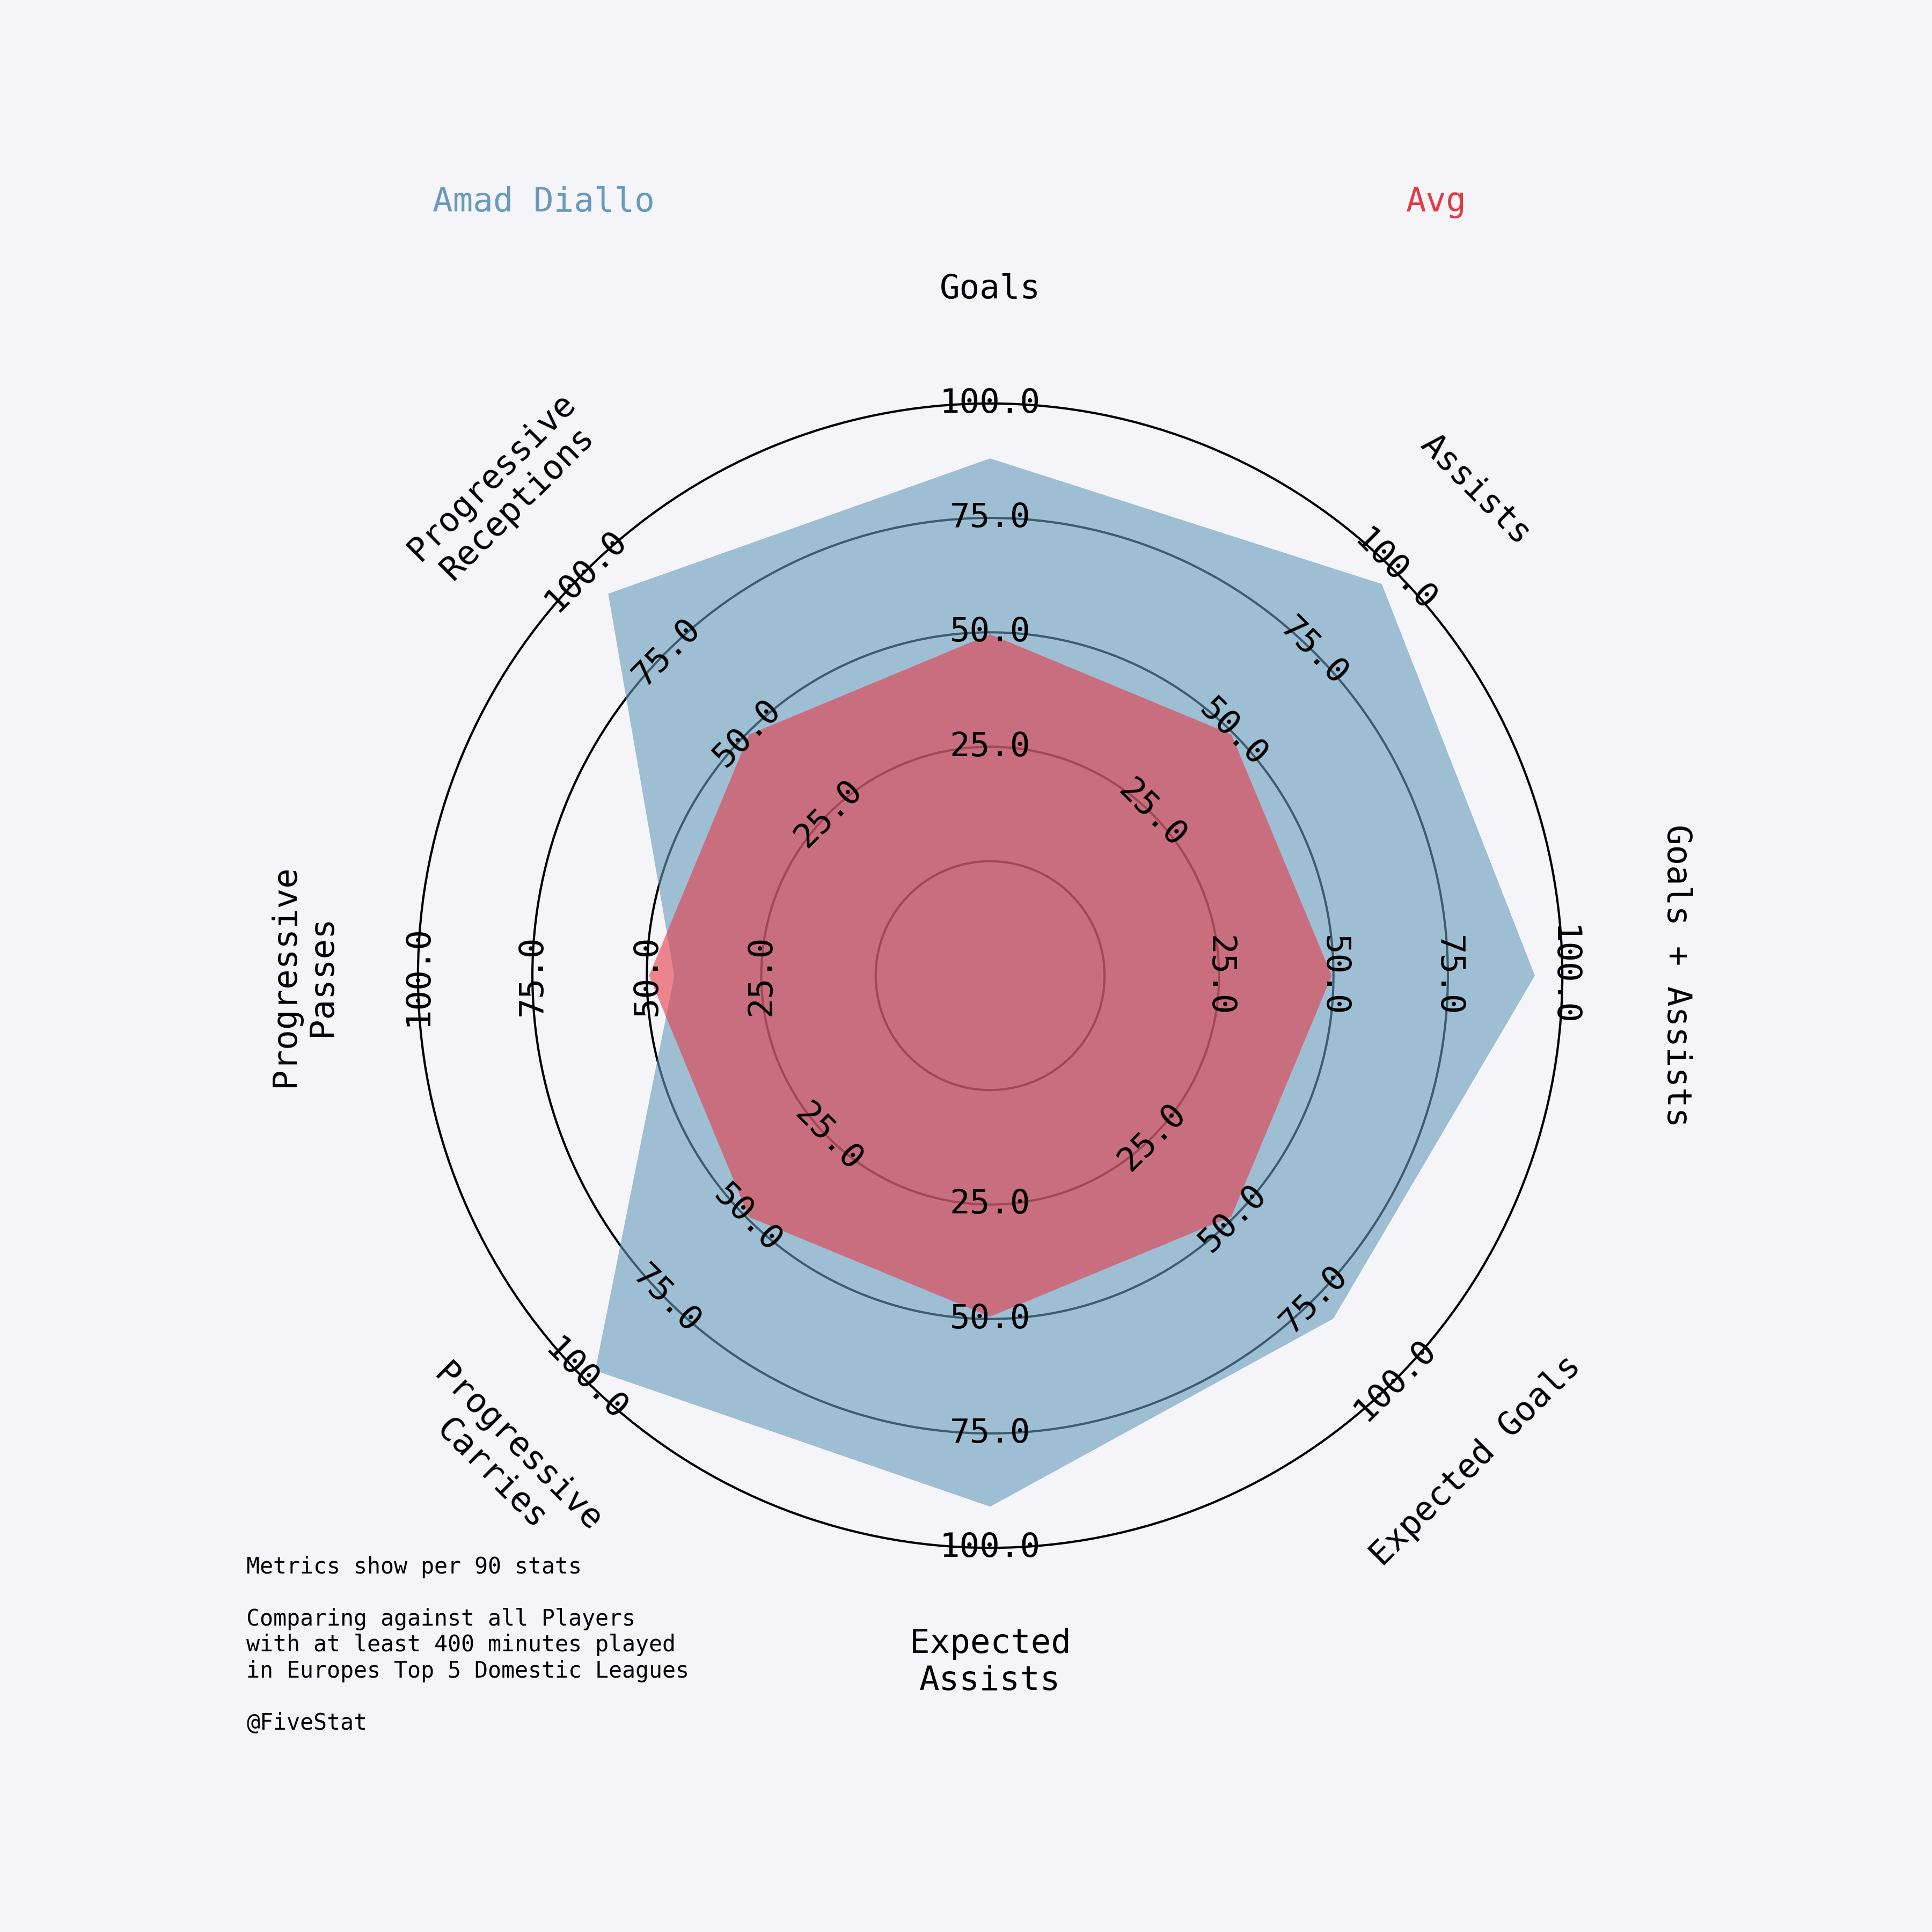 Amad Diallo
Avg
Goals
Assists
Goals + Assists
Expected Goals
Expected
Assists
Progressive
Carries
Progressive
Passes
Progressive
Receptions
25.0
50.0
75.0
100.0
25.0
50.0
75.0
100.0
25.0
50.0
75.0
100.0
25.0
50.0
75.0
100.0
25.0
50.0
75.0
100.0
25.0
50.0
75.0
100.0
25.0
50.0
75.0
100.0
25.0
50.0
75.0
100.0
Metrics show per 90 stats
Comparing against all Players
with at least 400 minutes played
in Europes Top 5 Domestic Leagues
@FiveStat